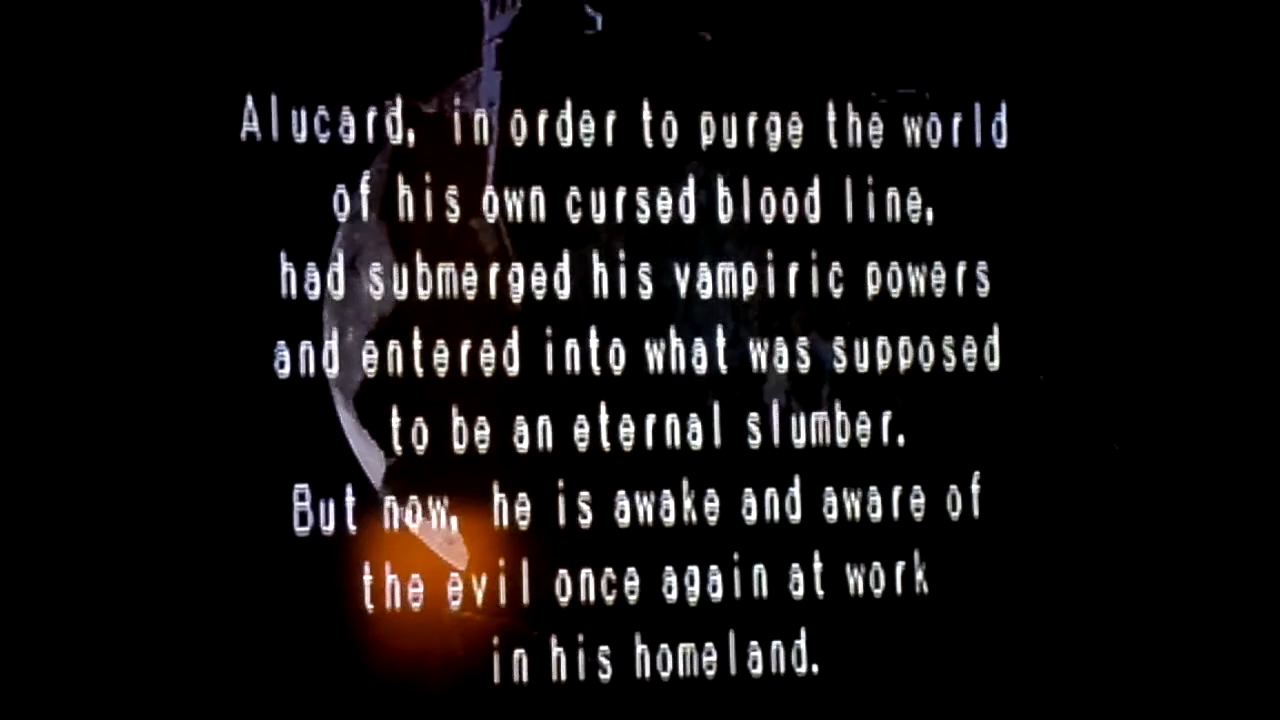 Alucard, in order to purge the world
of his own cursed blood line,
had submerged his vampiric powers
and entered into what was supposed
to be an eternal slumber.
But now, he is awake and aware of
the evil once again at work
in his homeland.